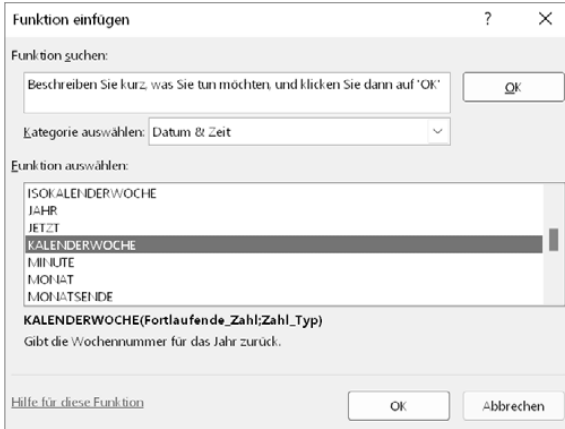 Funktion einfügen
Funktion suchen:
Beschreiben Sie kurz, was Sie tun möchten, und klicken Sie dann auf 'OK'
OK
Kategorie auswählen: Datum & Zeit
Funktion auswählen:
ISOKALENDERWOCHE
JAHR
JETZT
KALENDERWOCHE
MINUTE
MONAT
MONATSENDE
KALENDERWOCHE(Fortlaufende_Zahl;Zahl_Typ)
Gibt die Wochennummer für das Jahr zurück.
Hilfe für diese Funktion
OK
Abbrechen